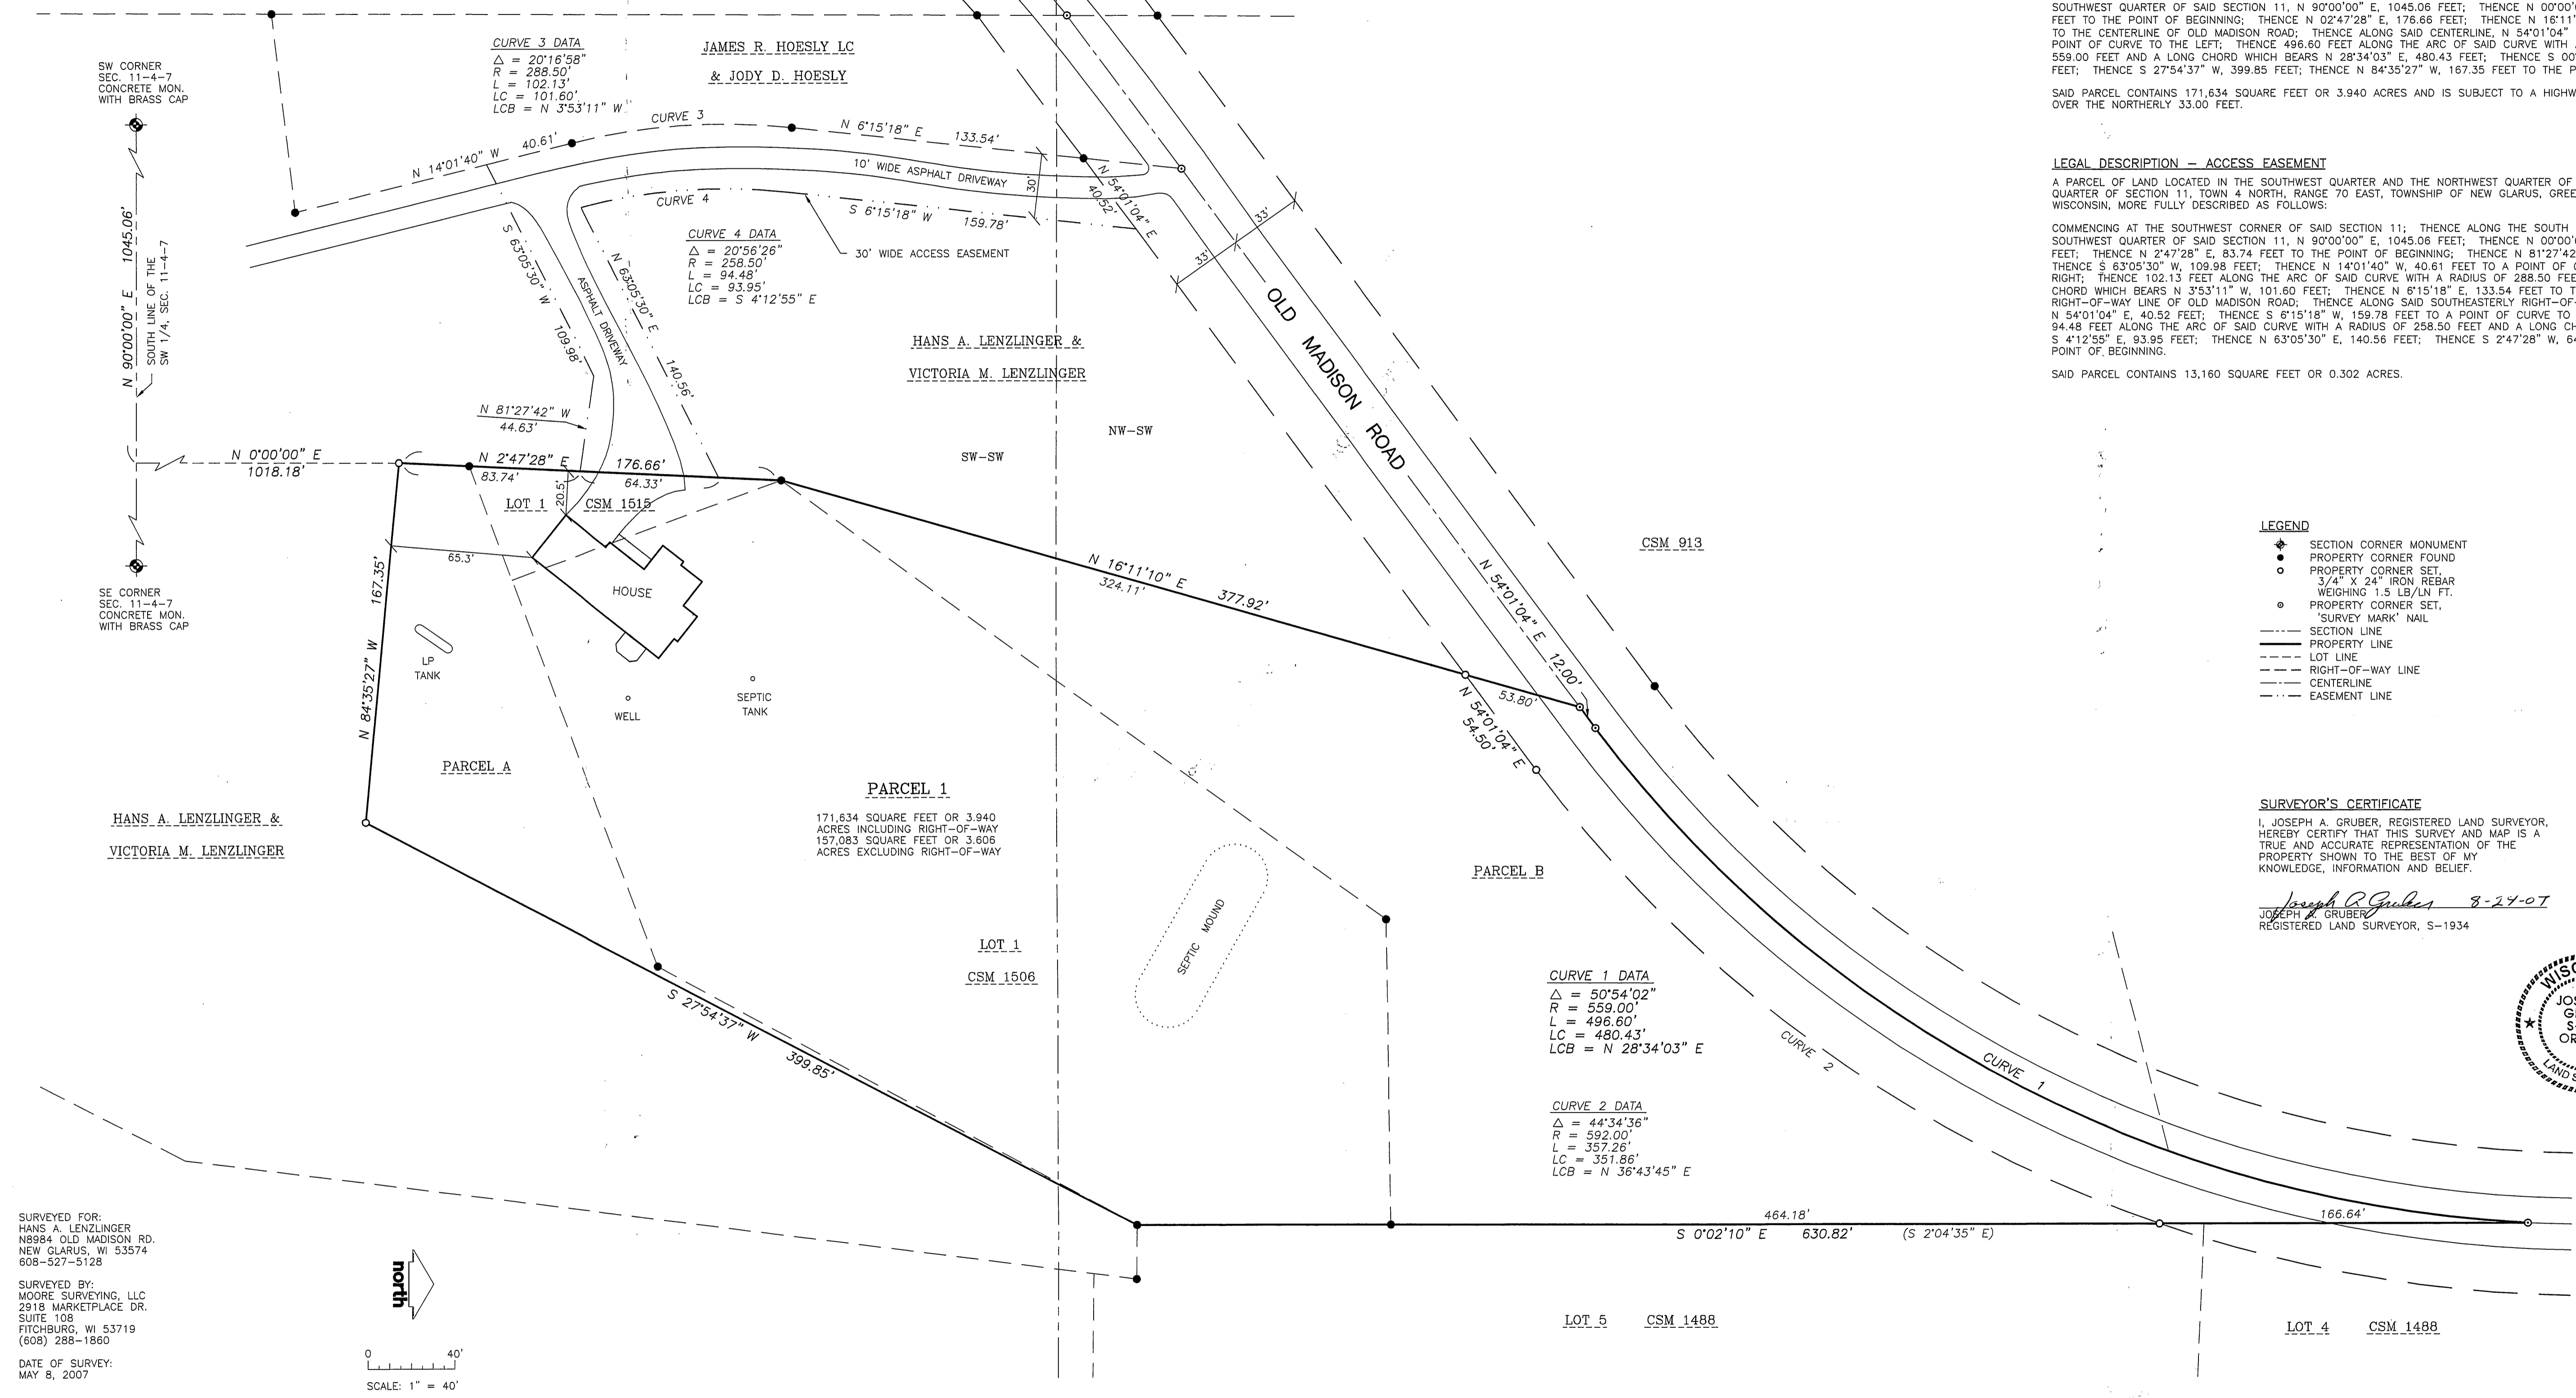 SW CORNER
SEC. 11-4-7
CONCRETE MON.
WITH BRASS CAP
N 90°00'00" E 1045.06'
SOUTH LINE OF THE
SW 1/4, SEC. 11-4-7
SE CORNER
SEC. 11-4-7
CONCRETE MON.
WITH BRASS CAP
N 0°00'00" E
1018.18'
CURVE 3 DATA
△ = 20°16'58"
R = 288.50'
L = 102.13'
LC = 101.60'
LCB = N 3°53'11" W
JAMES R. HOESLY LC
& JODY D. HOESLY
N 14°01'40" W 40.61'
CURVE 3
N 6°15'18" E 133.54'
10' WIDE ASPHALT DRIVEWAY
30'
N 54°01'04" E
40.52'
CURVE 4
S 6°15'18" W 159.78'
30' WIDE ACCESS EASEMENT
CURVE 4 DATA
△ = 20°56'26"
R = 258.50'
L = 94.48'
LC = 93.95'
LCB = S 4°12'55" E
S 63°05'30" W 109.98'
ASPHALT DRIVEWAY
N 63°05'30" E 140.56'
33'
33'
OLD MADISON ROAD
HANS A. LENZLINGER &
VICTORIA M. LENZLINGER
NW-SW
SW-SW
N 81°27'42" W
44.63'
N 2°47'28" E 176.66'
83.74' 64.33'
20.5'
LOT 1 CSM 1515
65.3'
HOUSE
167.35'
N 84°35'27" W
LP
TANK
WELL
SEPTIC
TANK
N 16°11'10" E 377.92'
324.11'
53.80'
N 54°01'04" E 12.00'
N 54°01'04" E
54.50'
CSM 913
PARCEL A
PARCEL 1
171,634 SQUARE FEET OR 3.940
ACRES INCLUDING RIGHT-OF-WAY
157,083 SQUARE FEET OR 3.606
ACRES EXCLUDING RIGHT-OF-WAY
HANS A. LENZLINGER &
VICTORIA M. LENZLINGER
PARCEL B
LOT 1
CSM 1506
SEPTIC MOUND
S 27°54'37" W 399.85'
CURVE 1 DATA
△ = 50°54'02"
R = 559.00'
L = 496.60'
LC = 480.43'
LCB = N 28°34'03" E
CURVE 2 DATA
△ = 44°34'36"
R = 592.00'
L = 357.26'
LC = 351.86'
LCB = N 36°43'45" E
CURVE 2
CURVE 1
464.18'
S 0°02'10" E 630.82' (S 2°04'35" E)
166.64'
LOT 5 CSM 1488
LOT 4 CSM 1488
SURVEYED FOR:
HANS A. LENZLINGER
N8984 OLD MADISON RD.
NEW GLARUS, WI 53574
608-527-5128
SURVEYED BY:
MOORE SURVEYING, LLC
2918 MARKETPLACE DR.
SUITE 108
FITCHBURG, WI 53719
(608) 288-1860
DATE OF SURVEY:
MAY 8, 2007
north
0 40'
SCALE: 1" = 40'
SOUTHWEST QUARTER OF SAID SECTION 11, N 90°00'00" E, 1045.06 FEET; THENCE N 00°00'
FEET TO THE POINT OF BEGINNING; THENCE N 02°47'28" E, 176.66 FEET; THENCE N 16°11'
TO THE CENTERLINE OF OLD MADISON ROAD; THENCE ALONG SAID CENTERLINE, N 54°01'04"
POINT OF CURVE TO THE LEFT; THENCE 496.60 FEET ALONG THE ARC OF SAID CURVE WITH
559.00 FEET AND A LONG CHORD WHICH BEARS N 28°34'03" E, 480.43 FEET; THENCE S 00°
FEET; THENCE S 27°54'37" W, 399.85 FEET; THENCE N 84°35'27" W, 167.35 FEET TO THE P
SAID PARCEL CONTAINS 171,634 SQUARE FEET OR 3.940 ACRES AND IS SUBJECT TO A HIGHW
OVER THE NORTHERLY 33.00 FEET.
LEGAL DESCRIPTION - ACCESS EASEMENT
A PARCEL OF LAND LOCATED IN THE SOUTHWEST QUARTER AND THE NORTHWEST QUARTER OF
QUARTER OF SECTION 11, TOWN 4 NORTH, RANGE 70 EAST, TOWNSHIP OF NEW GLARUS, GREE
WISCONSIN, MORE FULLY DESCRIBED AS FOLLOWS:
COMMENCING AT THE SOUTHWEST CORNER OF SAID SECTION 11; THENCE ALONG THE SOUTH
SOUTHWEST QUARTER OF SAID SECTION 11, N 90°00'00" E, 1045.06 FEET; THENCE N 00°00'
FEET; THENCE N 2°47'28" E, 83.74 FEET TO THE POINT OF BEGINNING; THENCE N 81°27'42
THENCE S 63°05'30" W, 109.98 FEET; THENCE N 14°01'40" W, 40.61 FEET TO A POINT OF
RIGHT; THENCE 102.13 FEET ALONG THE ARC OF SAID CURVE WITH A RADIUS OF 288.50 FEE
CHORD WHICH BEARS N 3°53'11" W, 101.60 FEET; THENCE N 6°15'18" E, 133.54 FEET TO T
RIGHT-OF-WAY LINE OF OLD MADISON ROAD; THENCE ALONG SAID SOUTHEASTERLY RIGHT-OF-
N 54°01'04" E, 40.52 FEET; THENCE S 6°15'18" W, 159.78 FEET TO A POINT OF CURVE TO
94.48 FEET ALONG THE ARC OF SAID CURVE WITH A RADIUS OF 258.50 FEET AND A LONG CH
S 4°12'55" E, 93.95 FEET; THENCE N 63°05'30" E, 140.56 FEET; THENCE S 2°47'28" W, 64
POINT OF BEGINNING.
SAID PARCEL CONTAINS 13,160 SQUARE FEET OR 0.302 ACRES.
LEGEND
SECTION CORNER MONUMENT
PROPERTY CORNER FOUND
PROPERTY CORNER SET,
3/4" X 24" IRON REBAR
WEIGHING 1.5 LB/LN FT.
PROPERTY CORNER SET,
'SURVEY MARK' NAIL
SECTION LINE
PROPERTY LINE
LOT LINE
RIGHT-OF-WAY LINE
CENTERLINE
EASEMENT LINE
SURVEYOR'S CERTIFICATE
I, JOSEPH A. GRUBER, REGISTERED LAND SURVEYOR,
HEREBY CERTIFY THAT THIS SURVEY AND MAP IS A
TRUE AND ACCURATE REPRESENTATION OF THE
PROPERTY SHOWN TO THE BEST OF MY
KNOWLEDGE, INFORMATION AND BELIEF.
Joseph A Gruber 8-24-07
JOSEPH A. GRUBER
REGISTERED LAND SURVEYOR, S-1934
WISC
JOS
G
S-
OR
LAND S